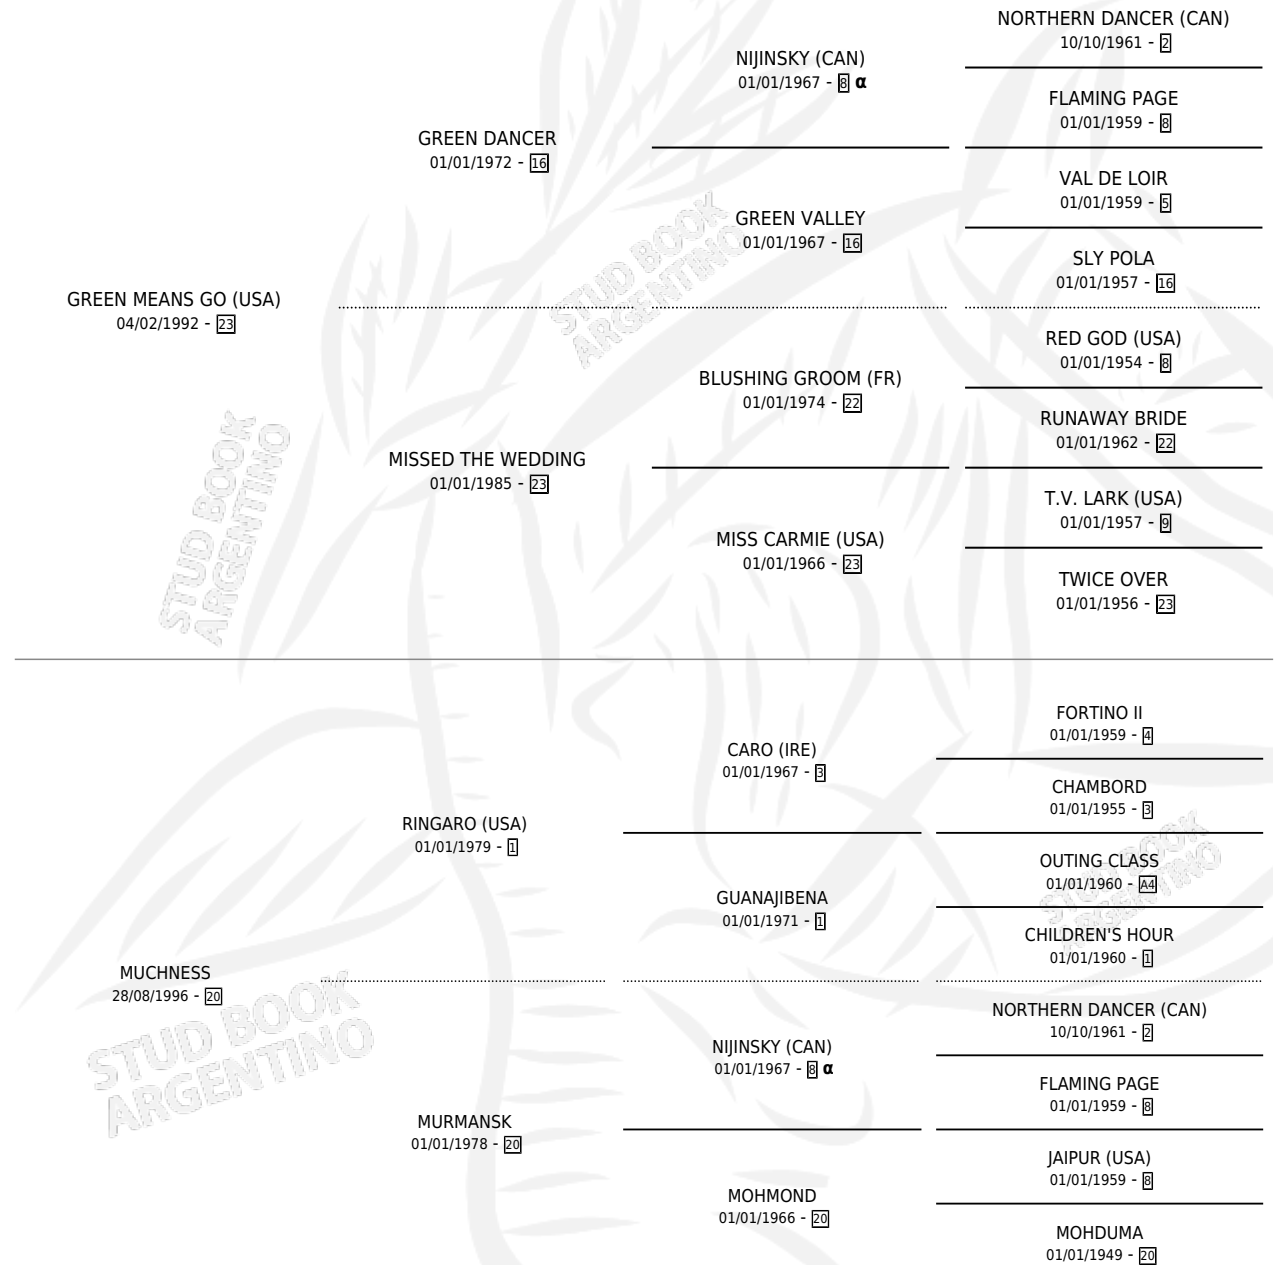 NORTHERN DANCER (CAN)
10/10/1961 - 2
NIJINSKY (CAN)
01/01/1967 - 8 α
FLAMING PAGE
01/01/1959 - 8
GREEN DANCER
01/01/1972 - 16
VAL DE LOIR
01/01/1959 - 5
GREEN VALLEY
01/01/1967 - 16
SLY POLA
01/01/1957 - 16
GREEN MEANS GO (USA)
04/02/1992 - 23
RED GOD (USA)
01/01/1954 - 8
BLUSHING GROOM (FR)
01/01/1974 - 22
RUNAWAY BRIDE
01/01/1962 - 22
MISSED THE WEDDING
01/01/1985 - 23
T.V. LARK (USA)
01/01/1957 - 9
MISS CARMIE (USA)
01/01/1966 - 23
TWICE OVER
01/01/1956 - 23
FORTINO II
01/01/1959 - 4
CARO (IRE)
01/01/1967 - 3
CHAMBORD
01/01/1955 - 3
RINGARO (USA)
01/01/1979 - 1
OUTING CLASS
01/01/1960 - A4
GUANAJIBENA
01/01/1971 - 1
CHILDREN'S HOUR
01/01/1960 - 1
MUCHNESS
28/08/1996 - 20
NORTHERN DANCER (CAN)
10/10/1961 - 2
NIJINSKY (CAN)
01/01/1967 - 8 α
FLAMING PAGE
01/01/1959 - 8
MURMANSK
01/01/1978 - 20
JAIPUR (USA)
01/01/1959 - 8
MOHMOND
01/01/1966 - 20
MOHDUMA
01/01/1949 - 20
STUD BOOK
ARGENTINO
STUD BOOK
ARGENTINO
STUD BOOK
ARGENTINO
STUD BOOK
ARGENTINO